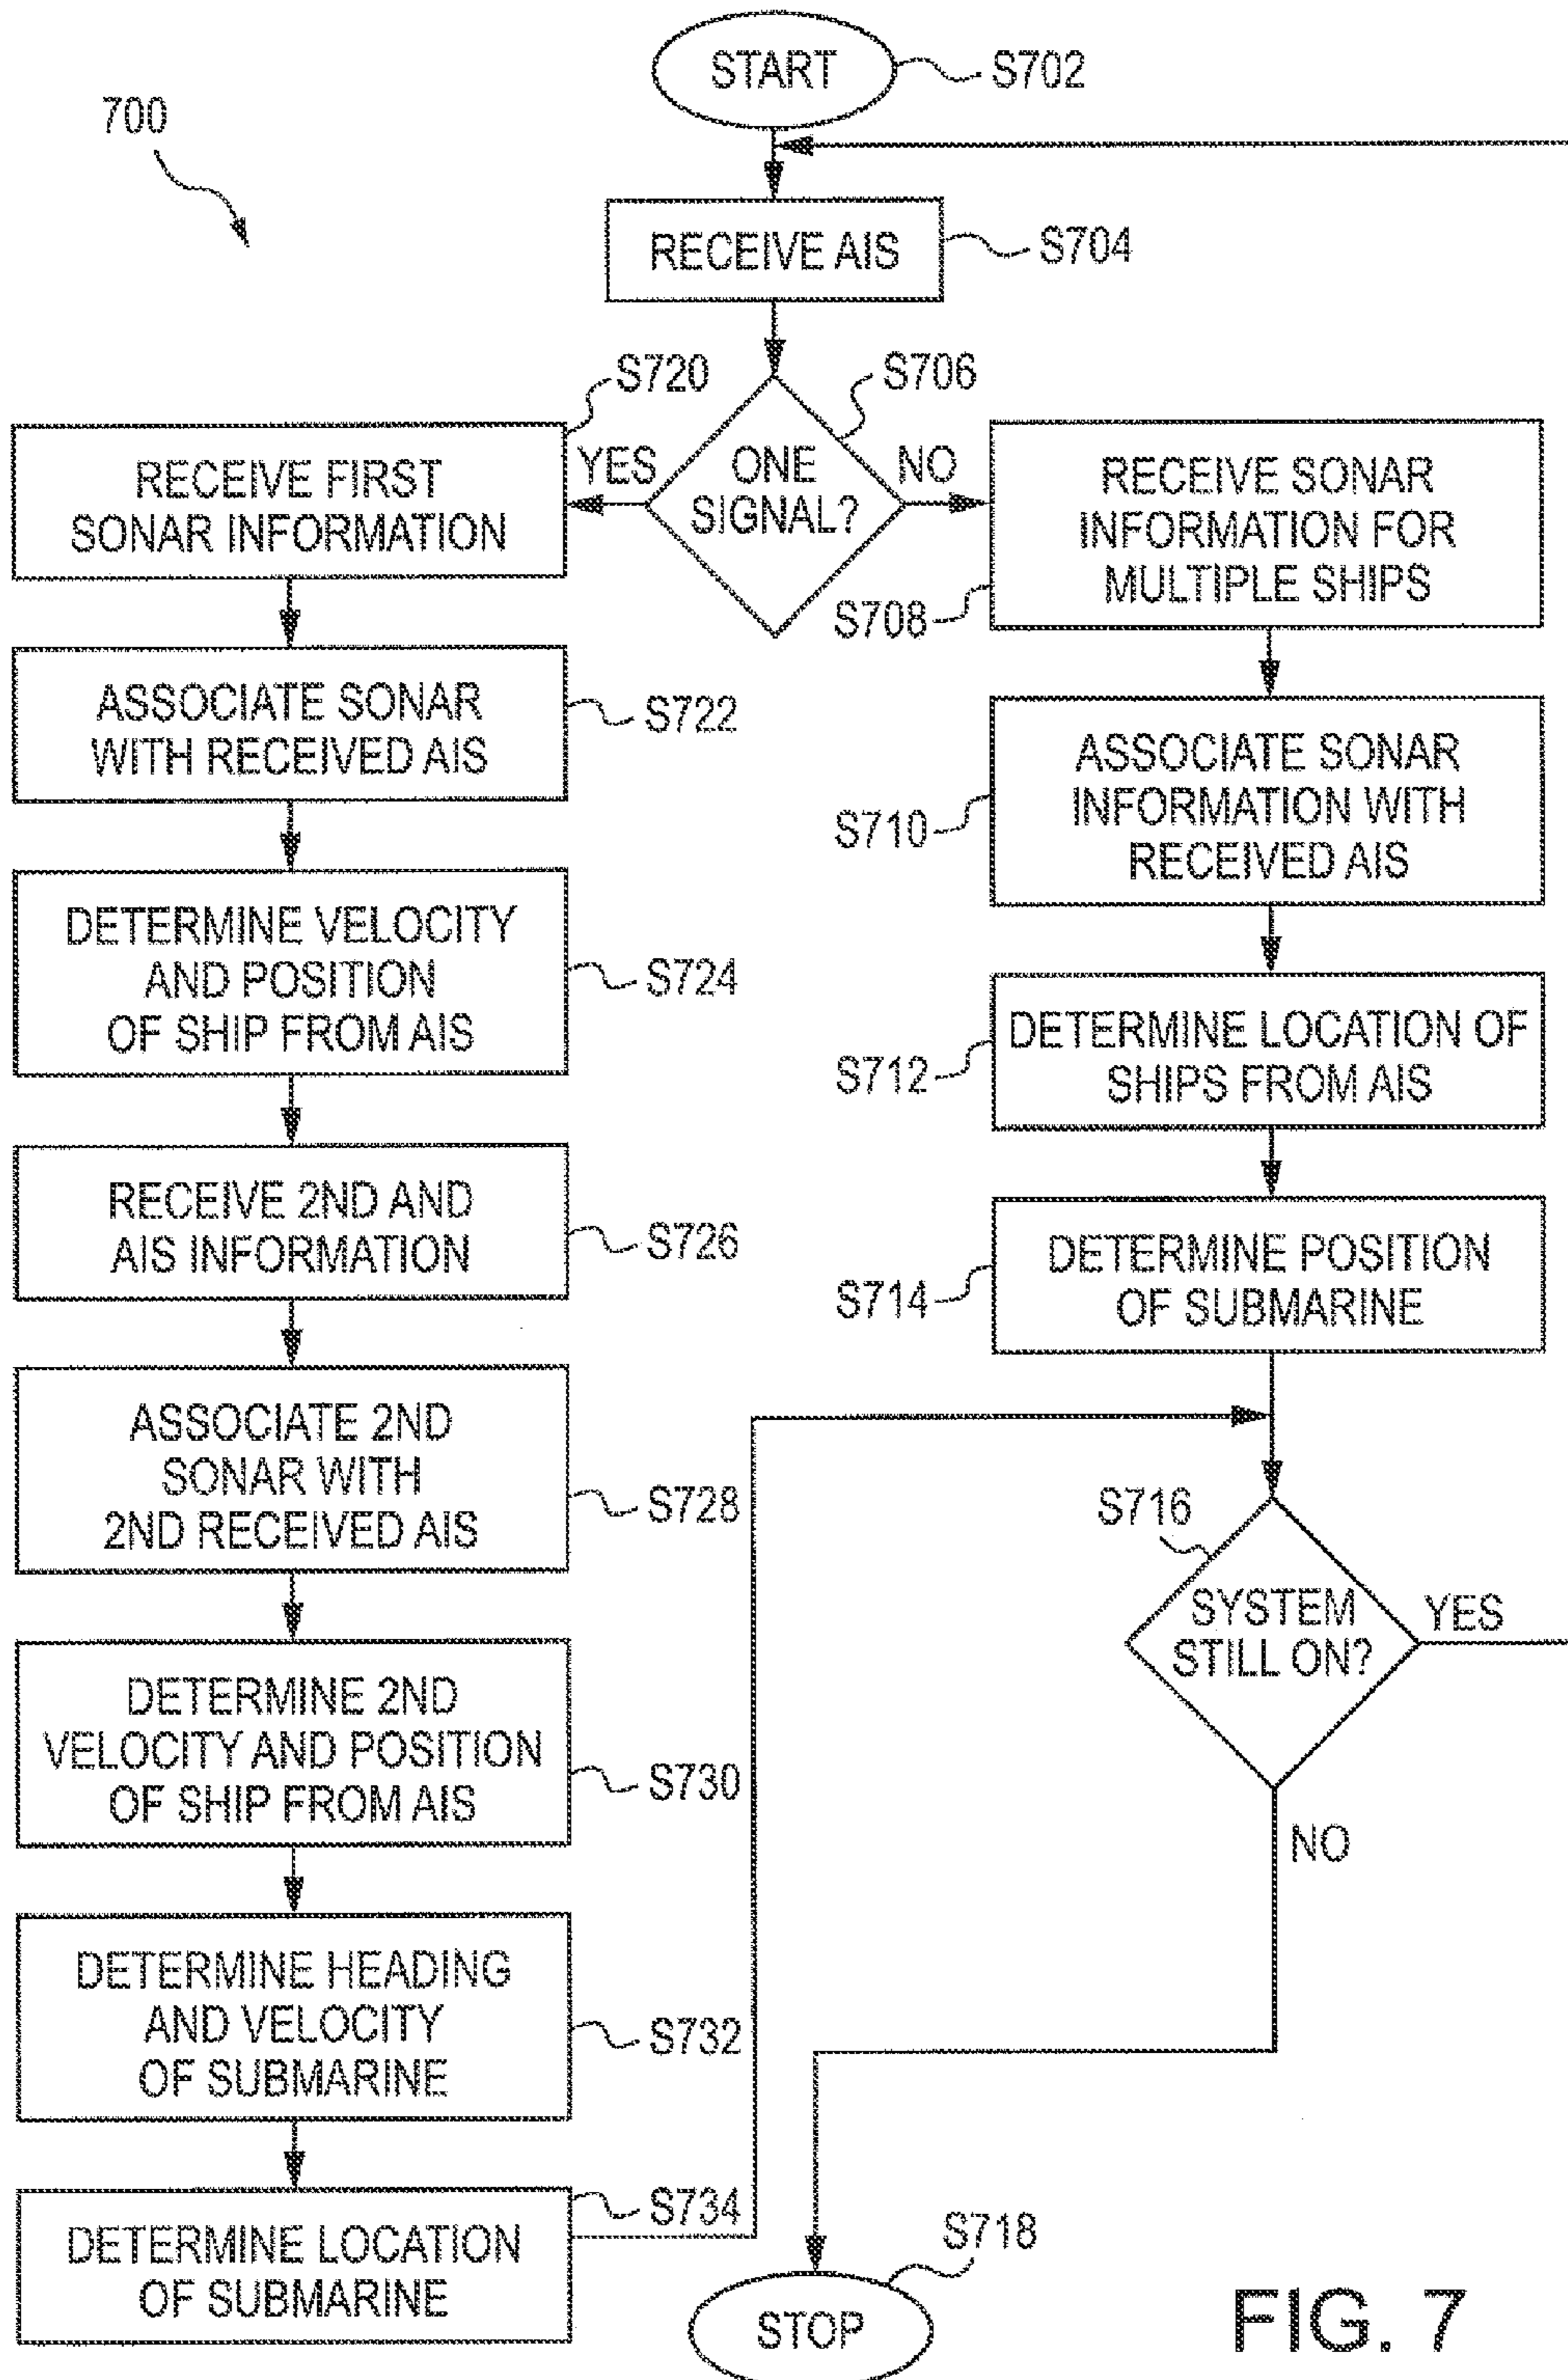 START
S702
700
RECEIVE AIS
S704
S720
S706
RECEIVE FIRST
SONAR INFORMATION
YES
ONE
SIGNAL?
NO
RECEIVE SONAR
INFORMATION FOR
MULTIPLE SHIPS
S708
ASSOCIATE SONAR
WITH RECEIVED AIS
S722
ASSOCIATE SONAR
INFORMATION WITH
RECEIVED AIS
S710
DETERMINE VELOCITY
AND POSITION
OF SHIP FROM AIS
S724
DETERMINE LOCATION OF
SHIPS FROM AIS
S712
RECEIVE 2ND AND
AIS INFORMATION
S726
DETERMINE POSITION
OF SUBMARINE
S714
ASSOCIATE 2ND
SONAR WITH
2ND RECEIVED AIS
S728
S716
SYSTEM
STILL ON?
YES
NO
DETERMINE 2ND
VELOCITY AND POSITION
OF SHIP FROM AIS
S730
DETERMINE HEADING
AND VELOCITY
OF SUBMARINE
S732
S734
DETERMINE LOCATION
OF SUBMARINE
S718
STOP
FIG. 7